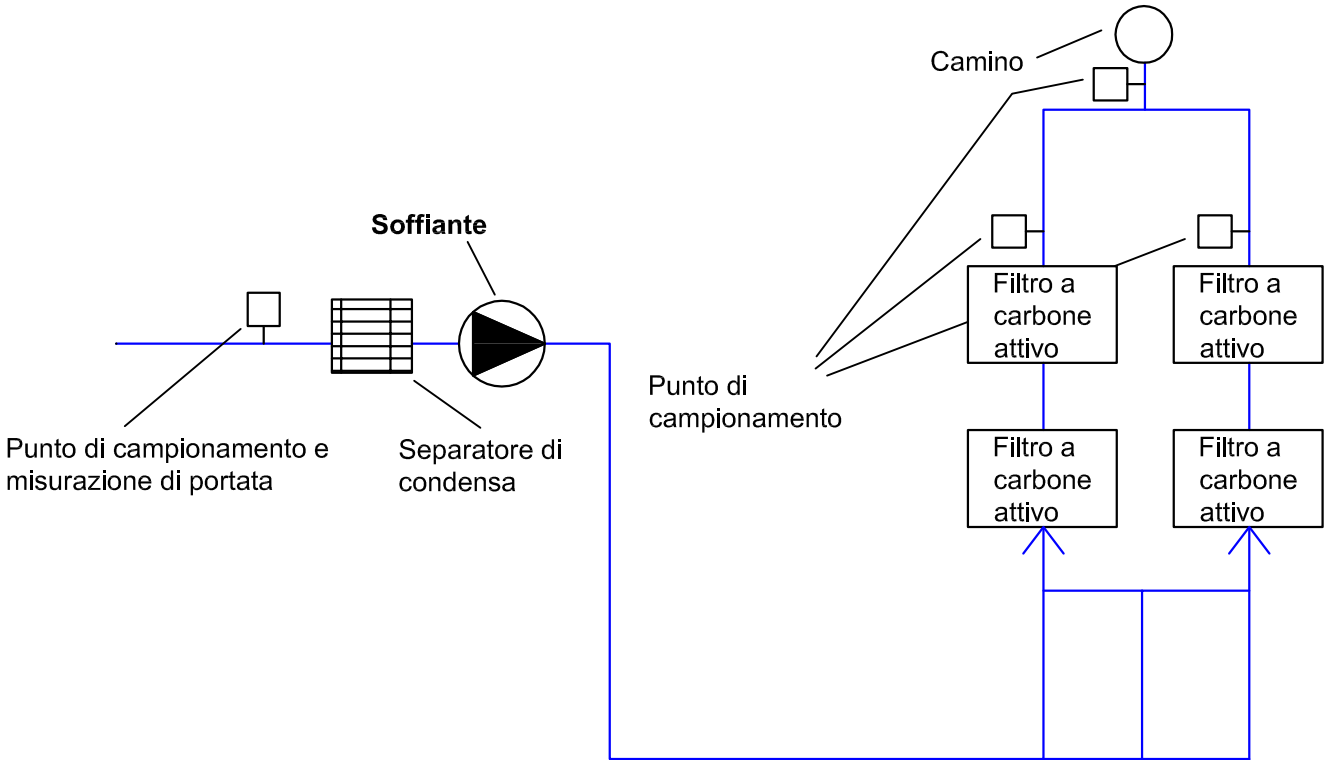 Camino
Soffiante
Punto di campionamento e
misurazione di portata
Separatore di
condensa
Punto di
campionamento
Filtro a
carbone
attivo
Filtro a
carbone
attivo
Filtro a
carbone
attivo
Filtro a
carbone
attivo